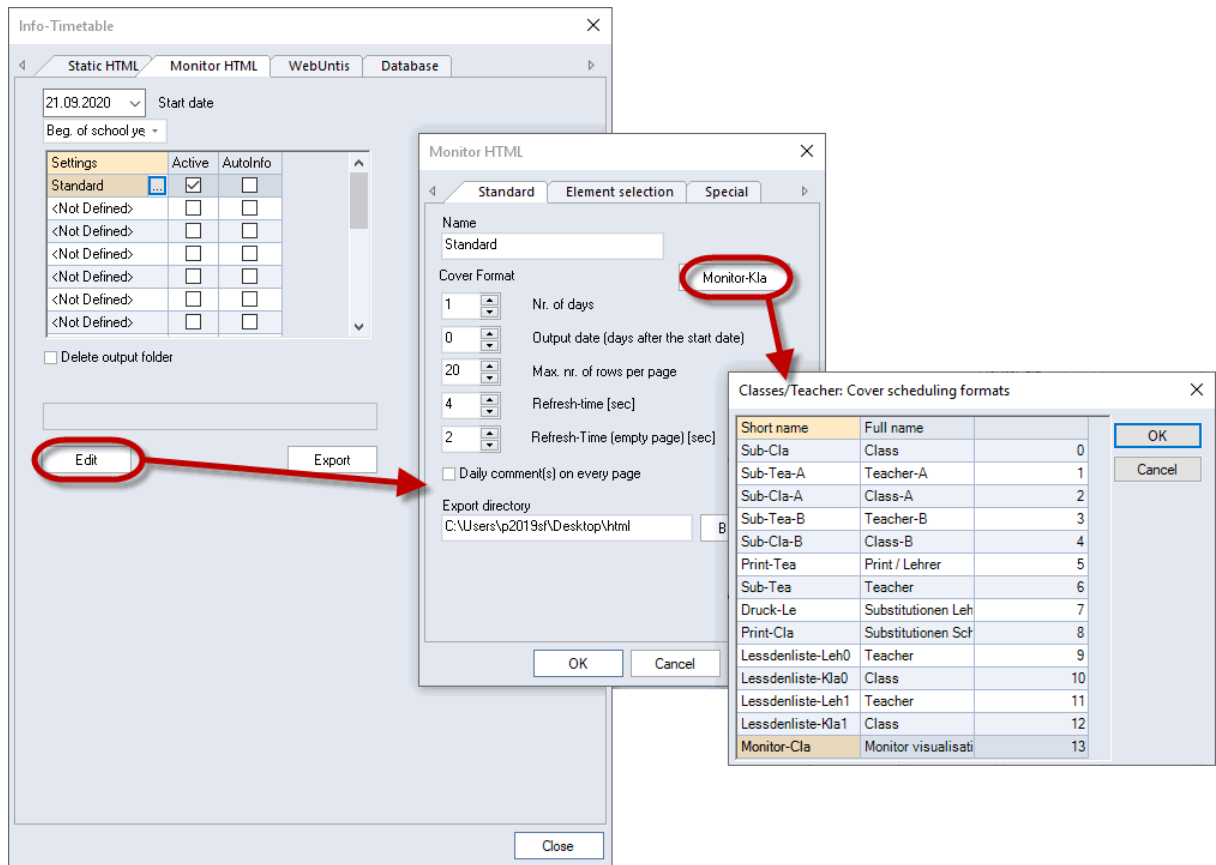 Info-Timetable
Static HTML Monitor HTML WebUntis Database
21.09.2020 Start date
Beg. of school ye
Settings Active AutoInfo
Standard ...
<Not Defined>
<Not Defined>
<Not Defined>
<Not Defined>
<Not Defined>
<Not Defined>
Delete output folder
Edit Export
Close
Monitor HTML
Standard Element selection Special
Name
Standard
Cover Format Monitor-Kla
1 Nr. of days
0 Output date (days after the start date)
20 Max. nr. of rows per page
4 Refresh-time [sec]
2 Refresh-Time (empty page) [sec]
Daily comment(s) on every page
Export directory
C:\Users\p2019sf\Desktop\html B
OK Cancel
Classes/Teacher: Cover scheduling formats
Short name Full name
Sub-Cla Class 0
Sub-Tea-A Teacher-A 1
Sub-Cla-A Class-A 2
Sub-Tea-B Teacher-B 3
Sub-Cla-B Class-B 4
Print-Tea Print / Lehrer 5
Sub-Tea Teacher 6
Druck-Le Substitutionen Leh 7
Print-Cla Substitutionen Sch 8
Lessdenliste-Leh0 Teacher 9
Lessdenliste-Kla0 Class 10
Lessdenliste-Leh1 Teacher 11
Lessdenliste-Kla1 Class 12
Monitor-Cla Monitor visualisati 13
OK
Cancel